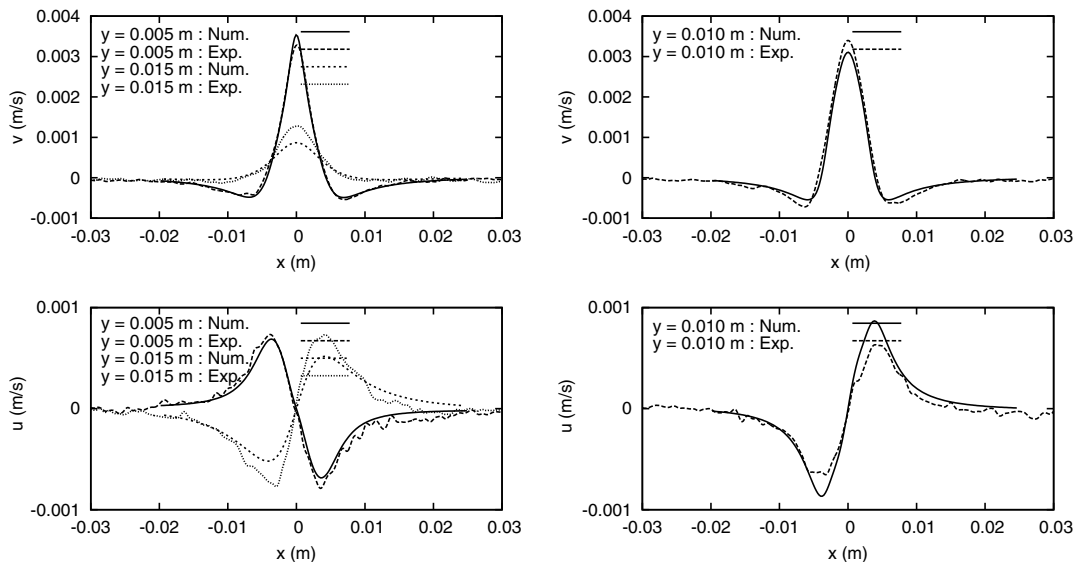 0.004
0.003
0.002
0.001
0
-0.001
v (m/s)
y = 0.005 m : Num.
y = 0.005 m : Exp.
y = 0.015 m : Num.
y = 0.015 m : Exp.
-0.03 -0.02 -0.01 0 0.01 0.02 0.03
x (m)
0.004
0.003
0.002
0.001
0
-0.001
v (m/s)
y = 0.010 m : Num.
y = 0.010 m : Exp.
-0.03 -0.02 -0.01 0 0.01 0.02 0.03
x (m)
0.001
0
-0.001
u (m/s)
y = 0.005 m : Num.
y = 0.005 m : Exp.
y = 0.015 m : Num.
y = 0.015 m : Exp.
-0.03 -0.02 -0.01 0 0.01 0.02 0.03
x (m)
0.001
0
-0.001
u (m/s)
y = 0.010 m : Num.
y = 0.010 m : Exp.
-0.03 -0.02 -0.01 0 0.01 0.02 0.03
x (m)